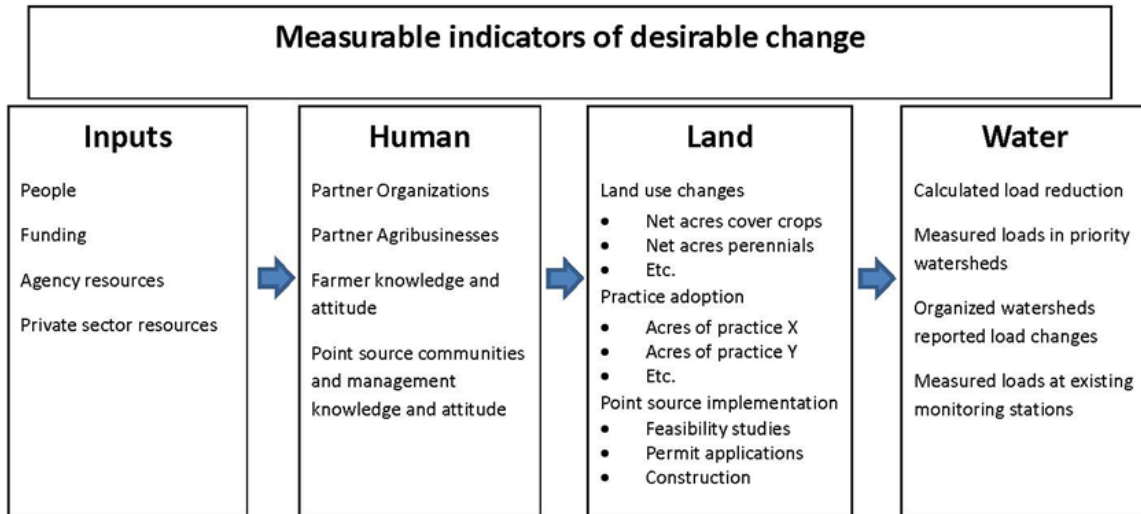 Measurable indicators of desirable change
Inputs
People
Funding
Agency resources
Private sector resources
Human
Partner Organizations
Partner Agribusinesses
Farmer knowledge and
attitude
Point source communities
and management
knowledge and attitude
Land
Land use changes
• Net acres cover crops
• Net acres perennials
• Etc.
Practice adoption
• Acres of practice X
• Acres of practice Y
• Etc.
Point source implementation
• Feasibility studies
• Permit applications
• Construction
Water
Calculated load reduction
Measured loads in priority
watersheds
Organized watersheds
reported load changes
Measured loads at existing
monitoring stations